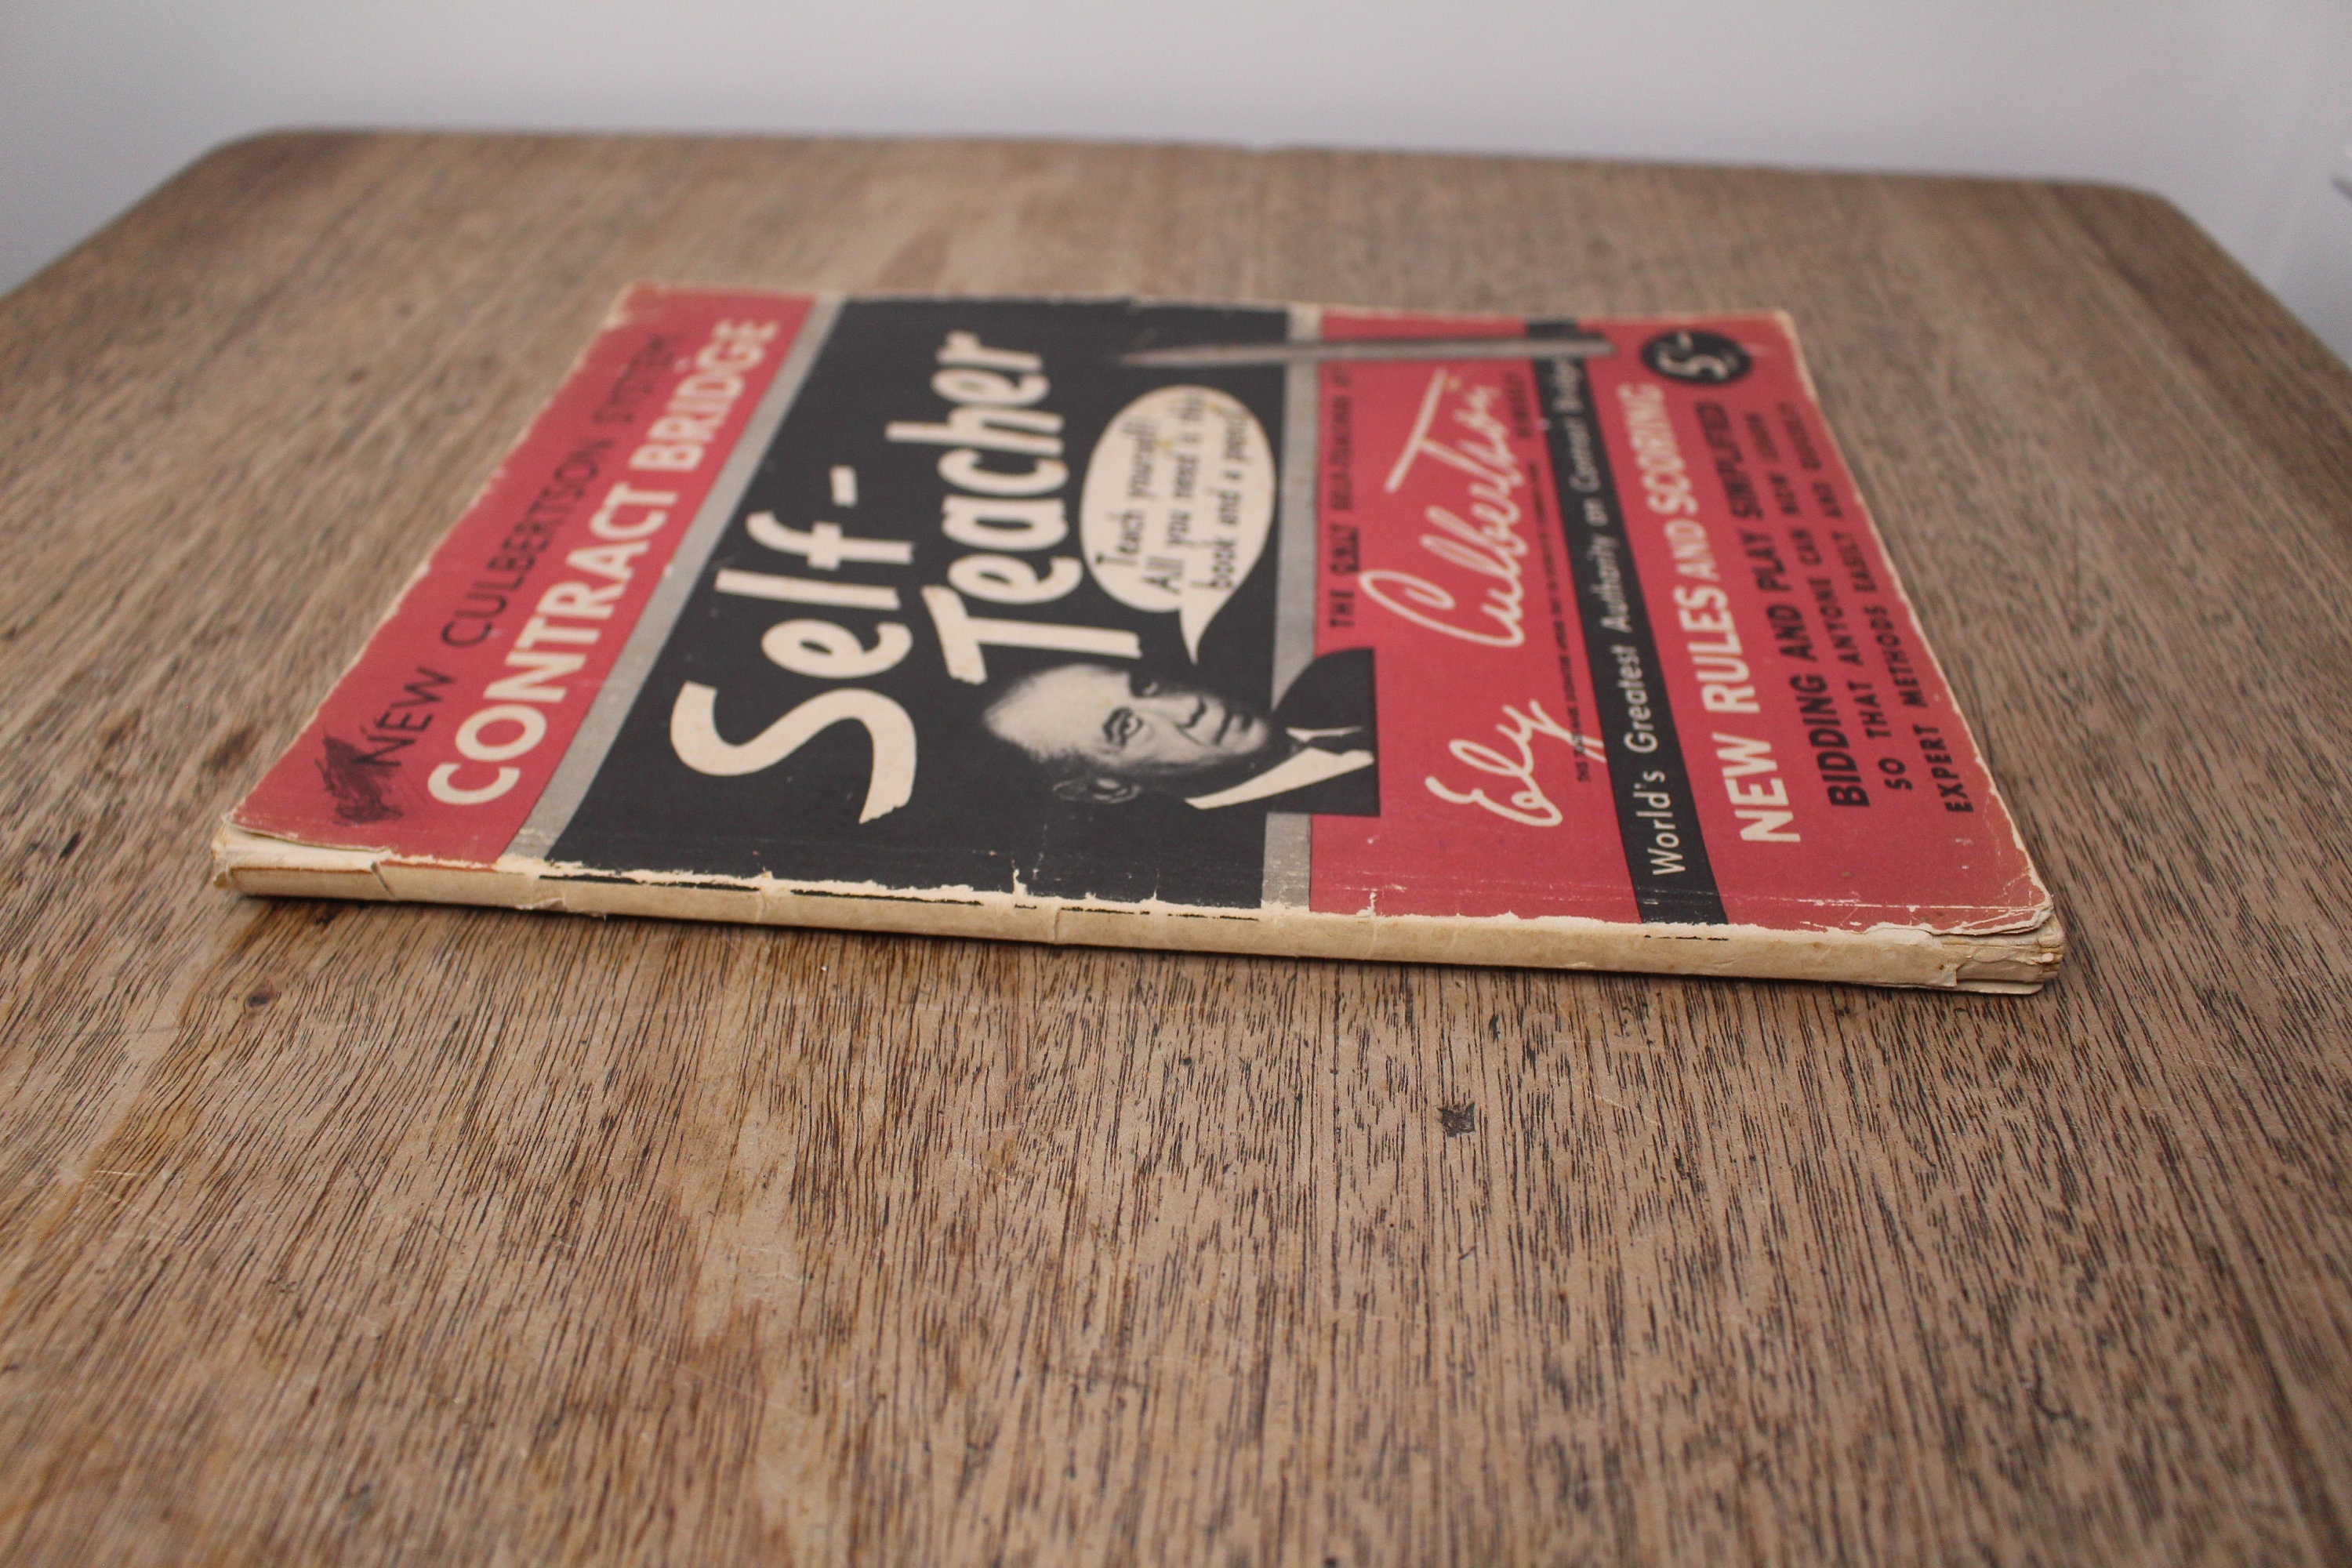 NEW CULBERTSON SYSTEM
CONTRACT BRIDGE
Self-
Teacher
Teach yourself!
All you need is this
book and a pencil
THE ONLY SELF-TEACHER BY
Ely Culbertson
World's Greatest Authority on Contract Bridge
NEW RULES AND SCORING
5/-
BIDDING AND PLAY SIMPLIFIED
SO THAT ANYONE CAN NOW LEARN
EXPERT METHODS EASILY AND QUICKLY